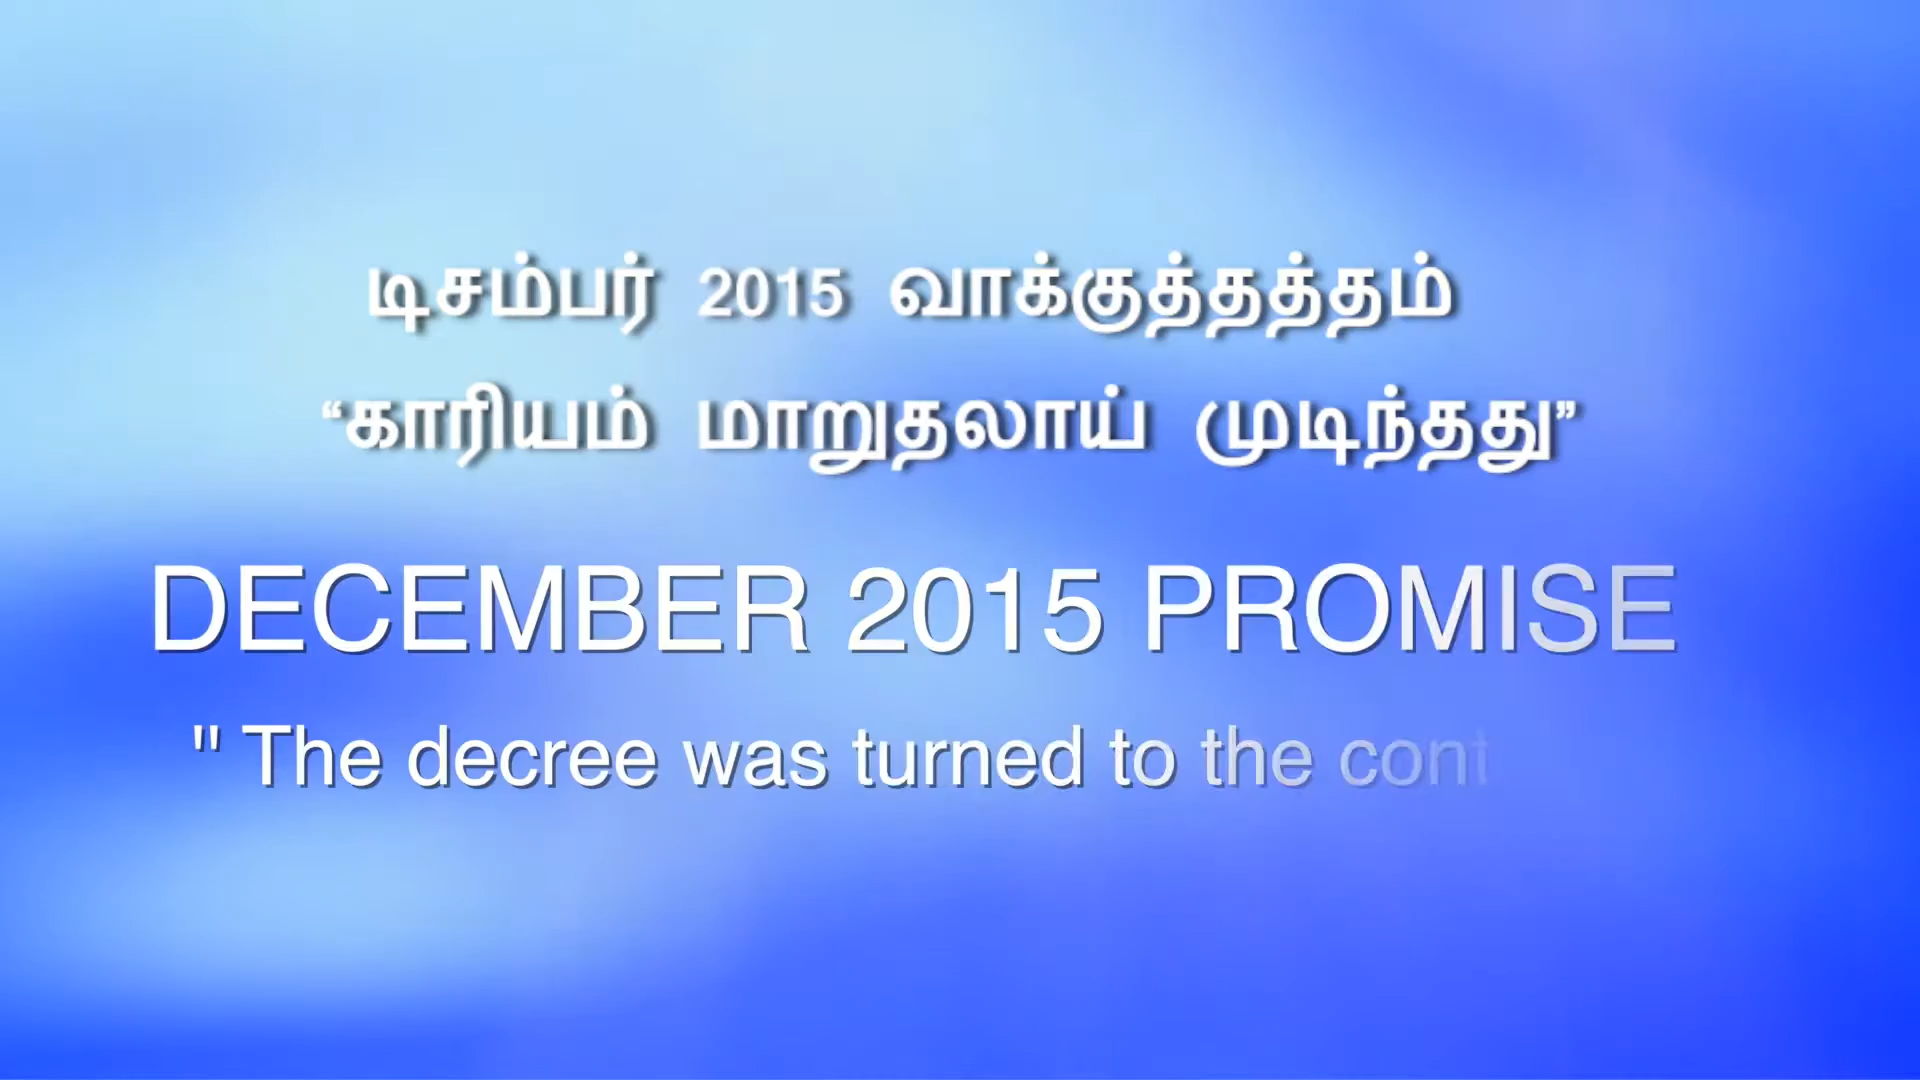 டிசம்பர் 2015 வாக்குத்தத்தம்
“காரியம் மாறுதலாய் முடிந்தது”
DECEMBER 2015 PROMISE
" The decree was turned to the cont